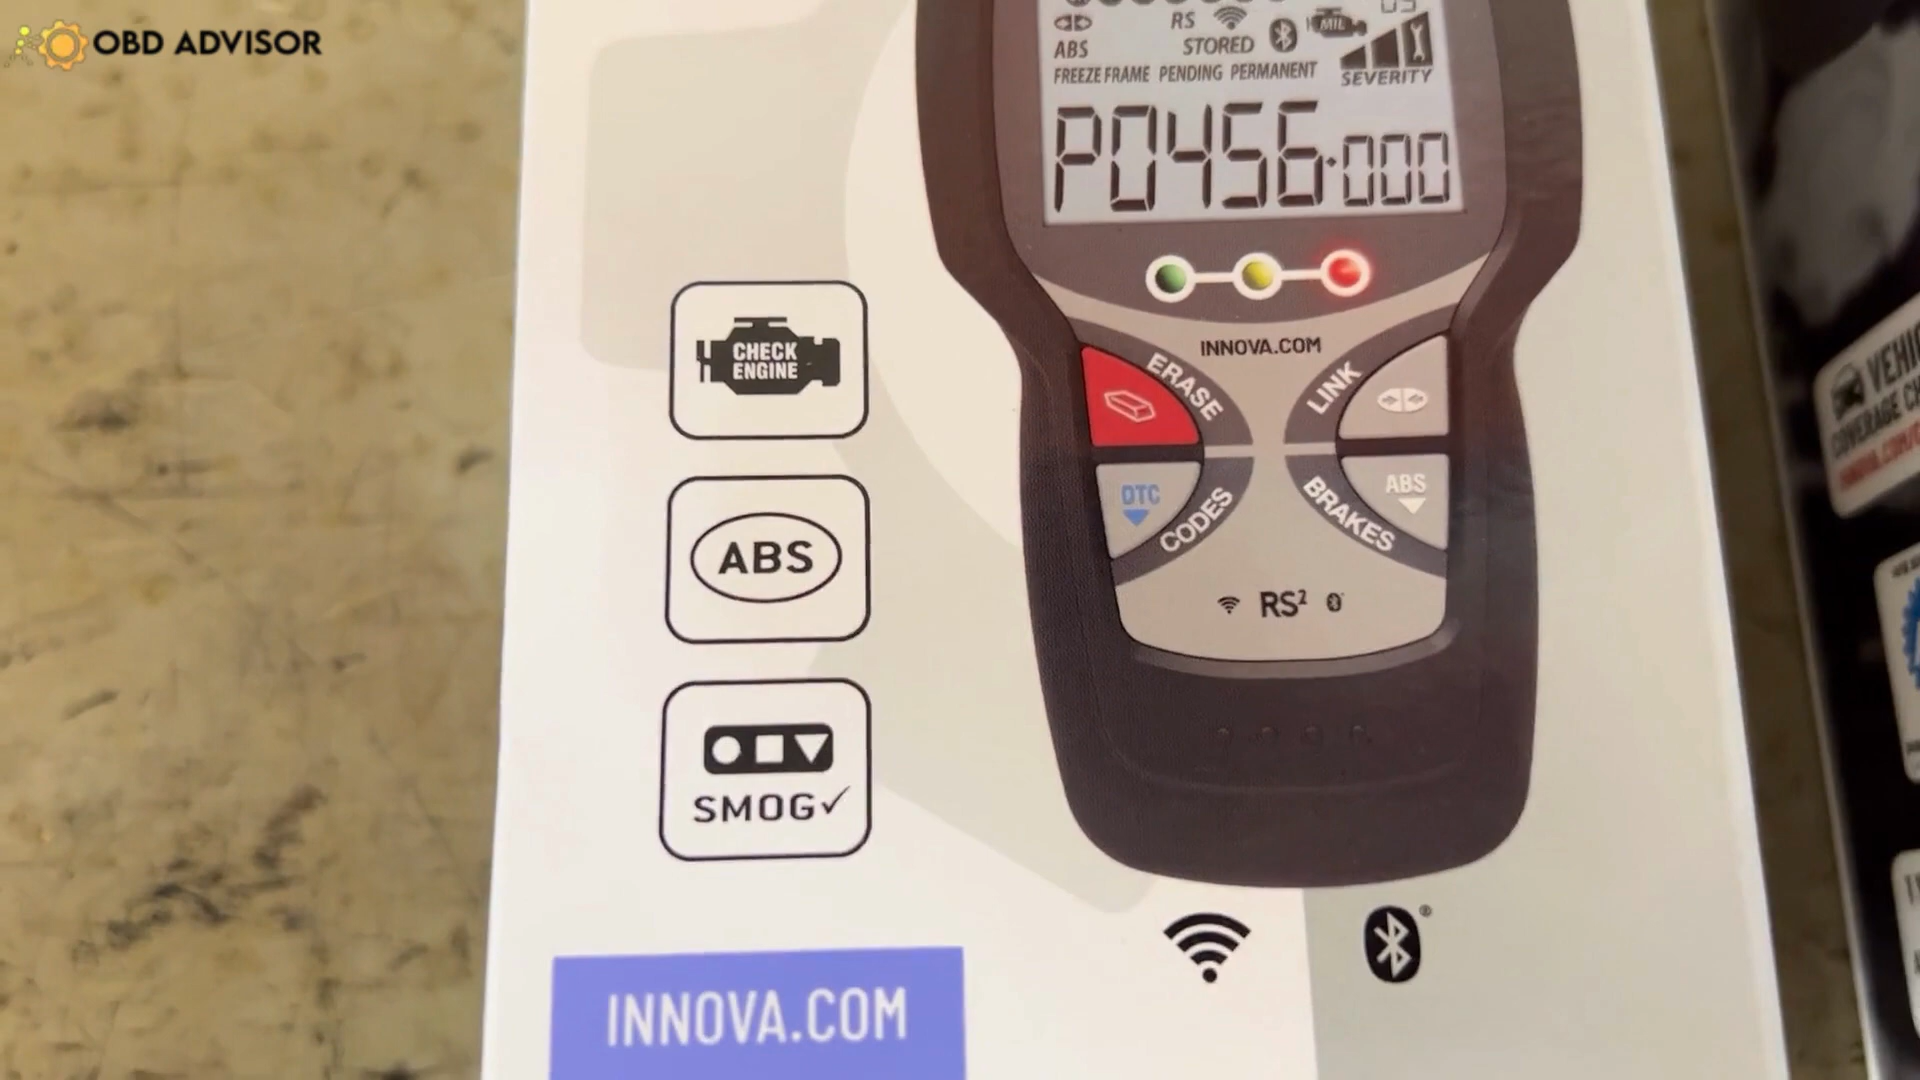 OBD ADVISOR
RS
MIL
ABS
STORED
FREEZE FRAME PENDING PERMANENT
SEVERITY
P0456-000
INNOVA.COM
ERASE
LINK
DTC
CODES
ABS
BRAKES
RS²
CHECK
ENGINE
ABS
SMOG✓
INNOVA.COM
COVERAGE